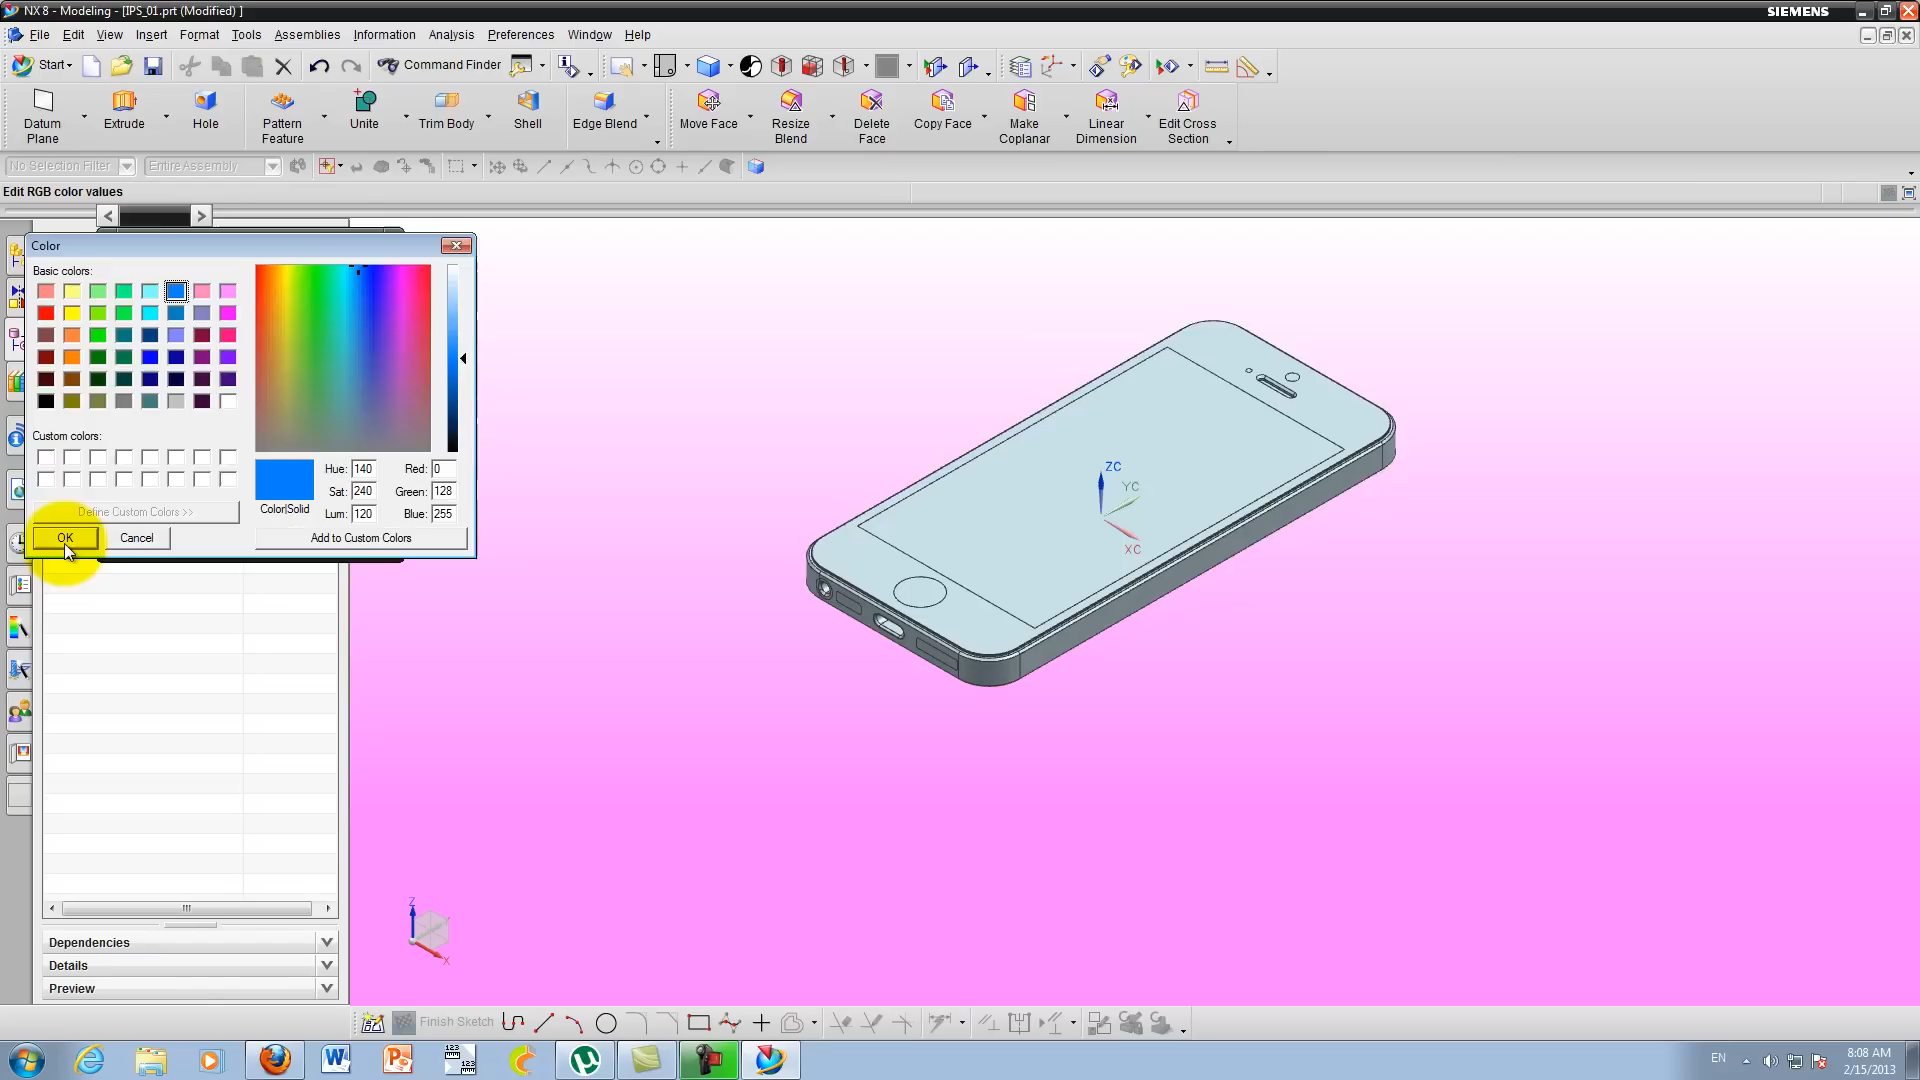 NX 8 - Modeling - [IPS_01.prt (Modified) ]
SIEMENS
File Edit View Insert Format Tools Assemblies Information Analysis Preferences Window Help
Start Command Finder
Datum Plane
Extrude
Hole
Pattern Feature
Unite
Trim Body
Shell
Edge Blend
Move Face
Resize Blend
Delete Face
Copy Face
Make Coplanar
Linear Dimension
Edit Cross Section
No Selection Filter Entire Assembly
Edit RGB color values
Color
Basic colors:
Custom colors:
Define Custom Colors >>
OK Cancel
Color|Solid
Hue: 140
Sat: 240
Lum: 120
Red: 0
Green: 128
Blue: 255
Add to Custom Colors
ZC
YC
XC
Z
X
Dependencies
Details
Preview
Finish Sketch
EN
8:08 AM
2/15/2013